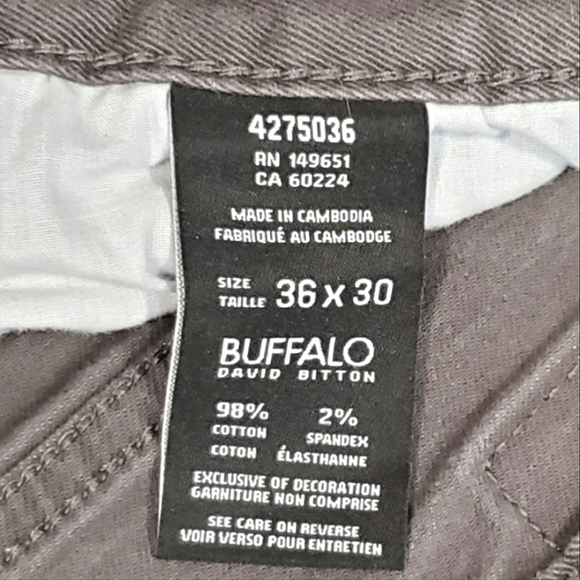 4275036
RN 149651
CA 60224
MADE IN CAMBODIA
FABRIQUÉ AU CAMBODGE
SIZE
TAILLE 36 x 30
BUFFALO
DAVID BITTON
98% 2%
COTTON SPANDEX
COTON ÉLASTHANNE
EXCLUSIVE OF DECORATION
GARNITURE NON COMPRISE
SEE CARE ON REVERSE
VOIR VERSO POUR ENTRETIEN